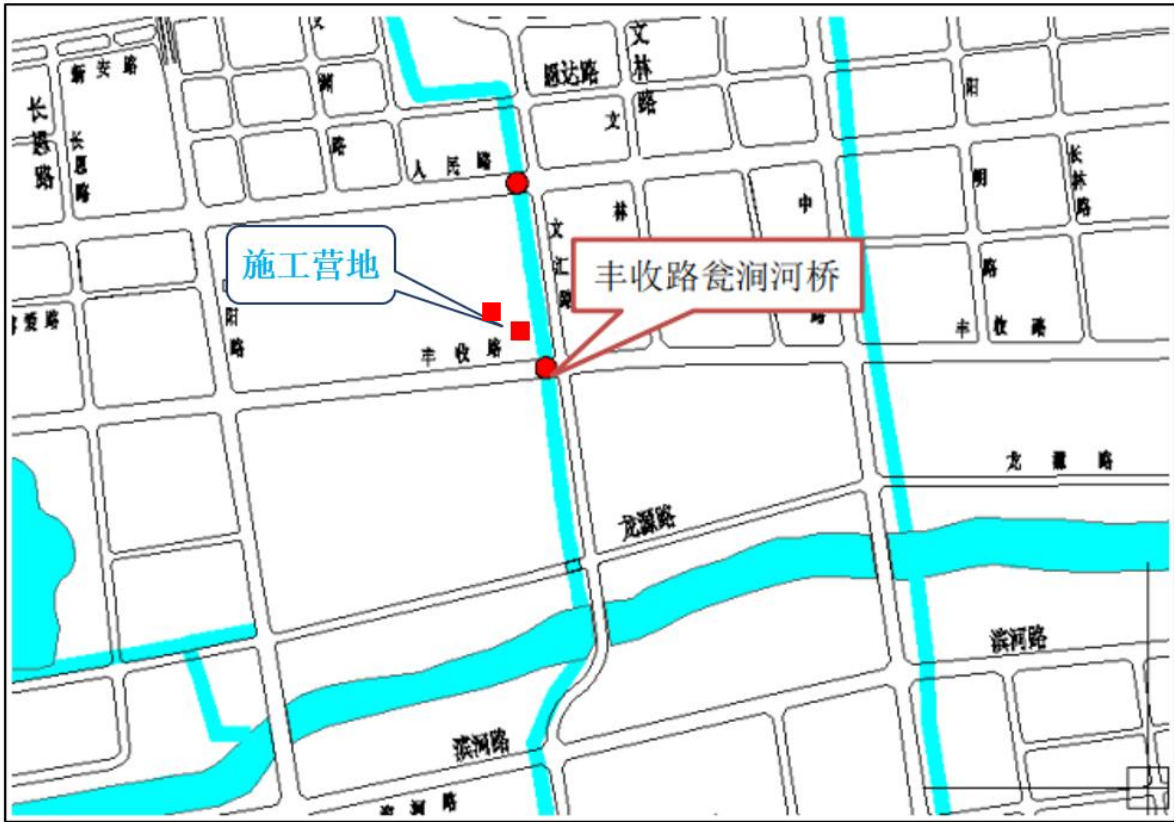 新安路
长恩路
长恩路
涧
路
恩达路
文林路
文
林
人民路
阳
明
路
长林路
中
路
施工营地
丰收路瓮涧河桥
文汇路
阳路
爱路
丰收路
丰收路
龙源路
龙源路
滨河路
滨河路
滨河路